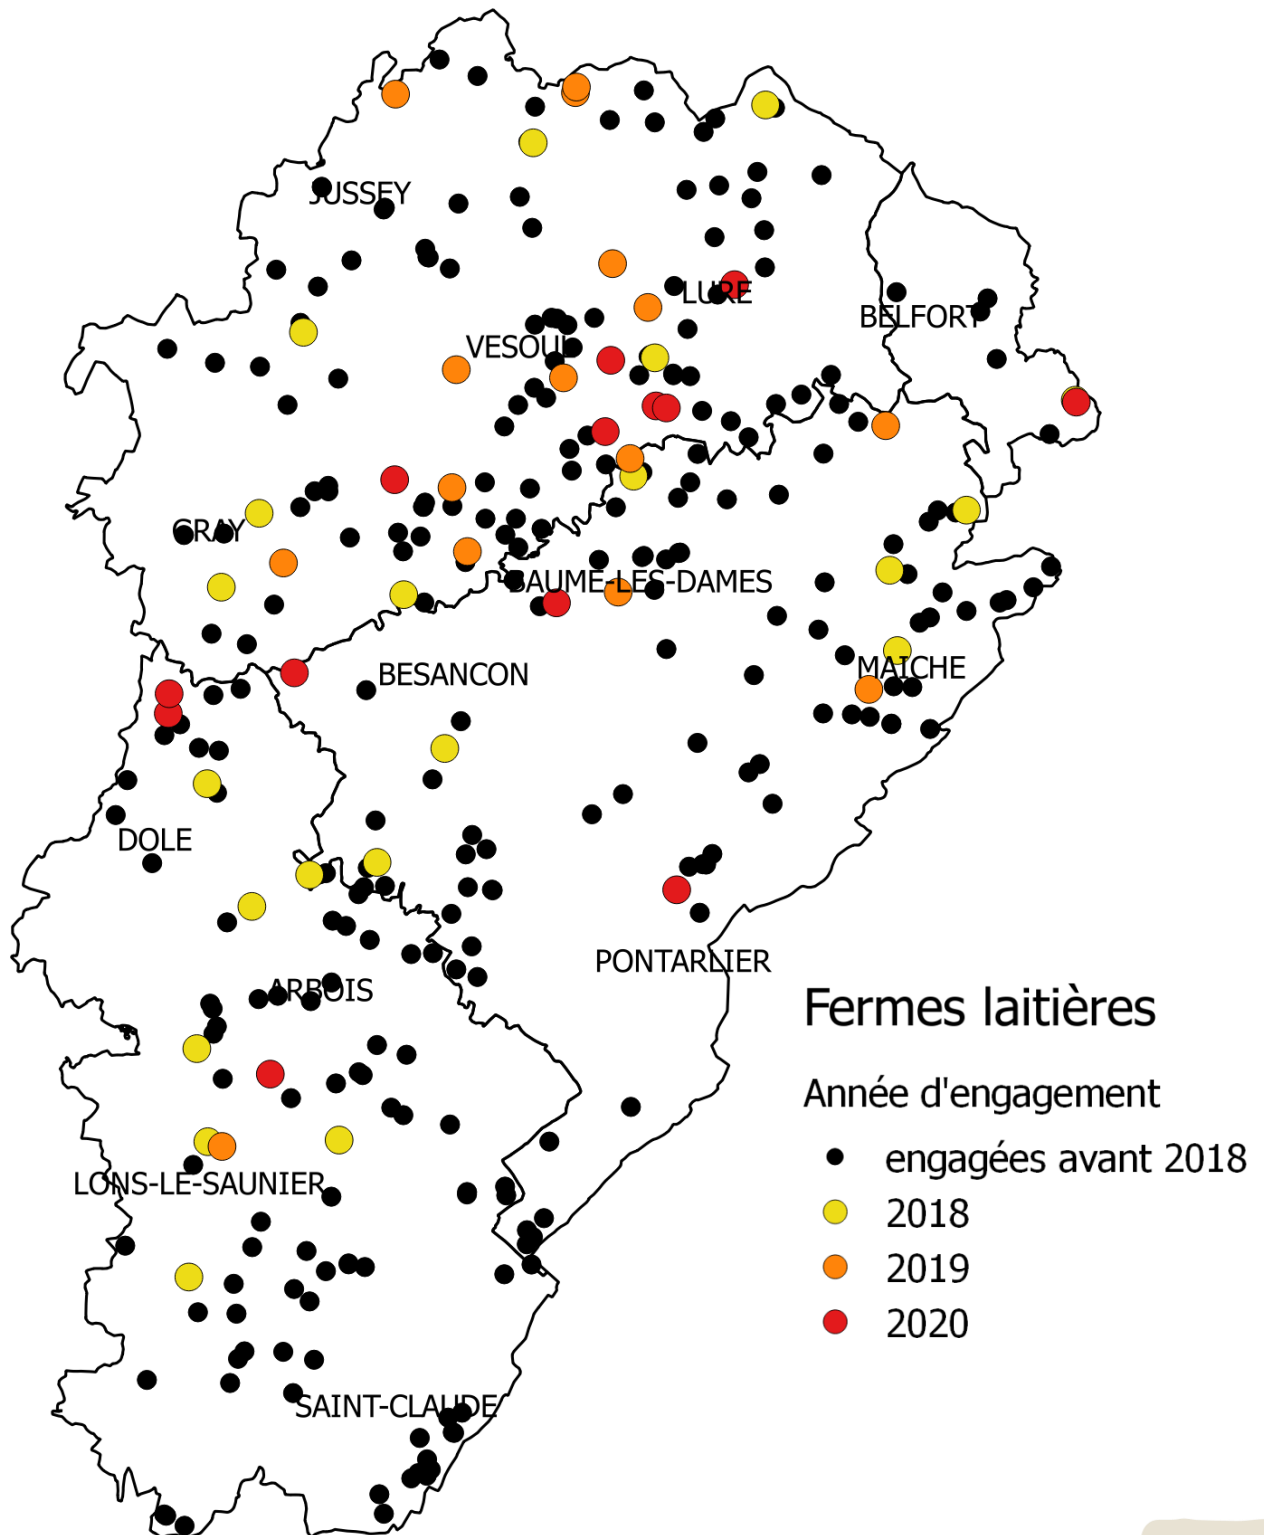 JUSSEY
LURE
BELFORT
VESOUL
GRAY
BAUME-LES-DAMES
MAICHE
BESANCON
DOLE
PONTARLIER
ARBOIS
Fermes laitières
Année d'engagement
engagées avant 2018
LONS-LE-SAUNIER
2018
2019
2020
SAINT-CLAUDE